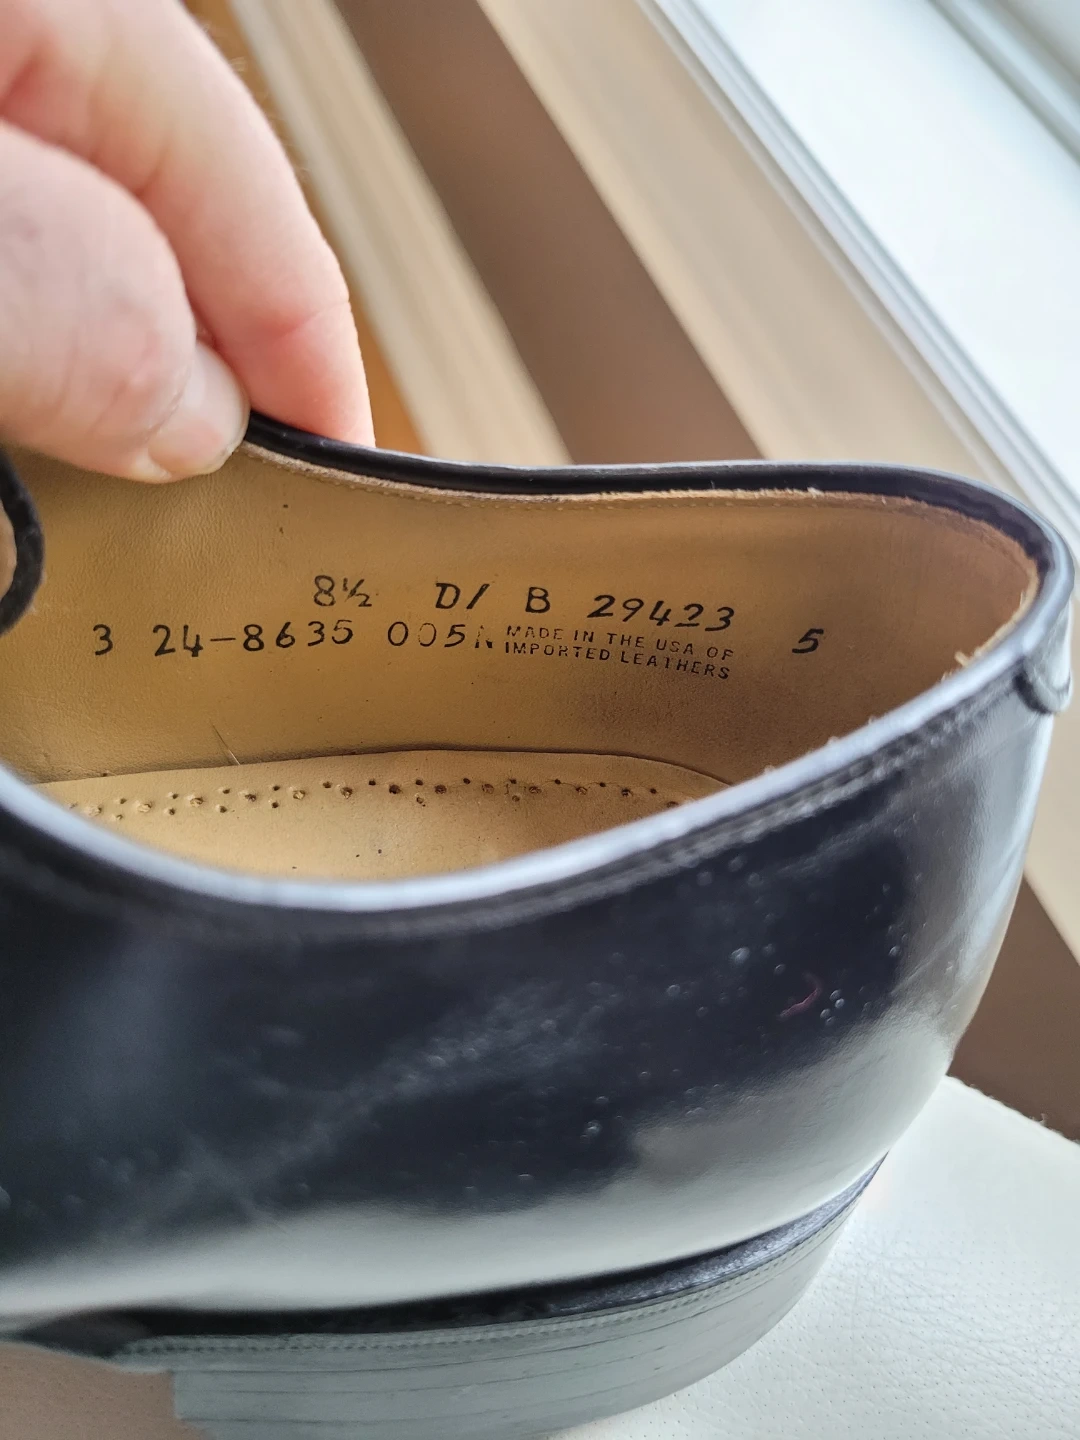 8½ D/ B 29423
3 24-8635 005N MADE IN THE USA OF 5
IMPORTED LEATHERS